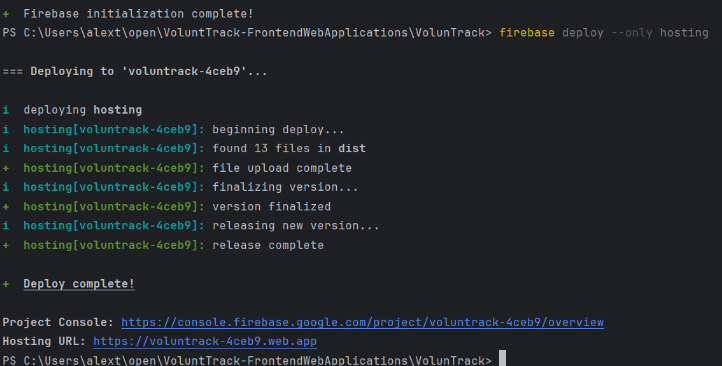 +  Firebase initialization complete!
PS C:\Users\alext\open\VoluntTrack-FrontendWebApplications\VolunTrack> firebase deploy --only hosting
=== Deploying to 'voluntrack-4ceb9'...
i  deploying hosting
i  hosting[voluntrack-4ceb9]: beginning deploy...
i  hosting[voluntrack-4ceb9]: found 13 files in dist
+  hosting[voluntrack-4ceb9]: file upload complete
i  hosting[voluntrack-4ceb9]: finalizing version...
+  hosting[voluntrack-4ceb9]: version finalized
i  hosting[voluntrack-4ceb9]: releasing new version...
+  hosting[voluntrack-4ceb9]: release complete
+  Deploy complete!
Project Console: https://console.firebase.google.com/project/voluntrack-4ceb9/overview
Hosting URL: https://voluntrack-4ceb9.web.app
PS C:\Users\alext\open\VoluntTrack-FrontendWebApplications\VolunTrack>